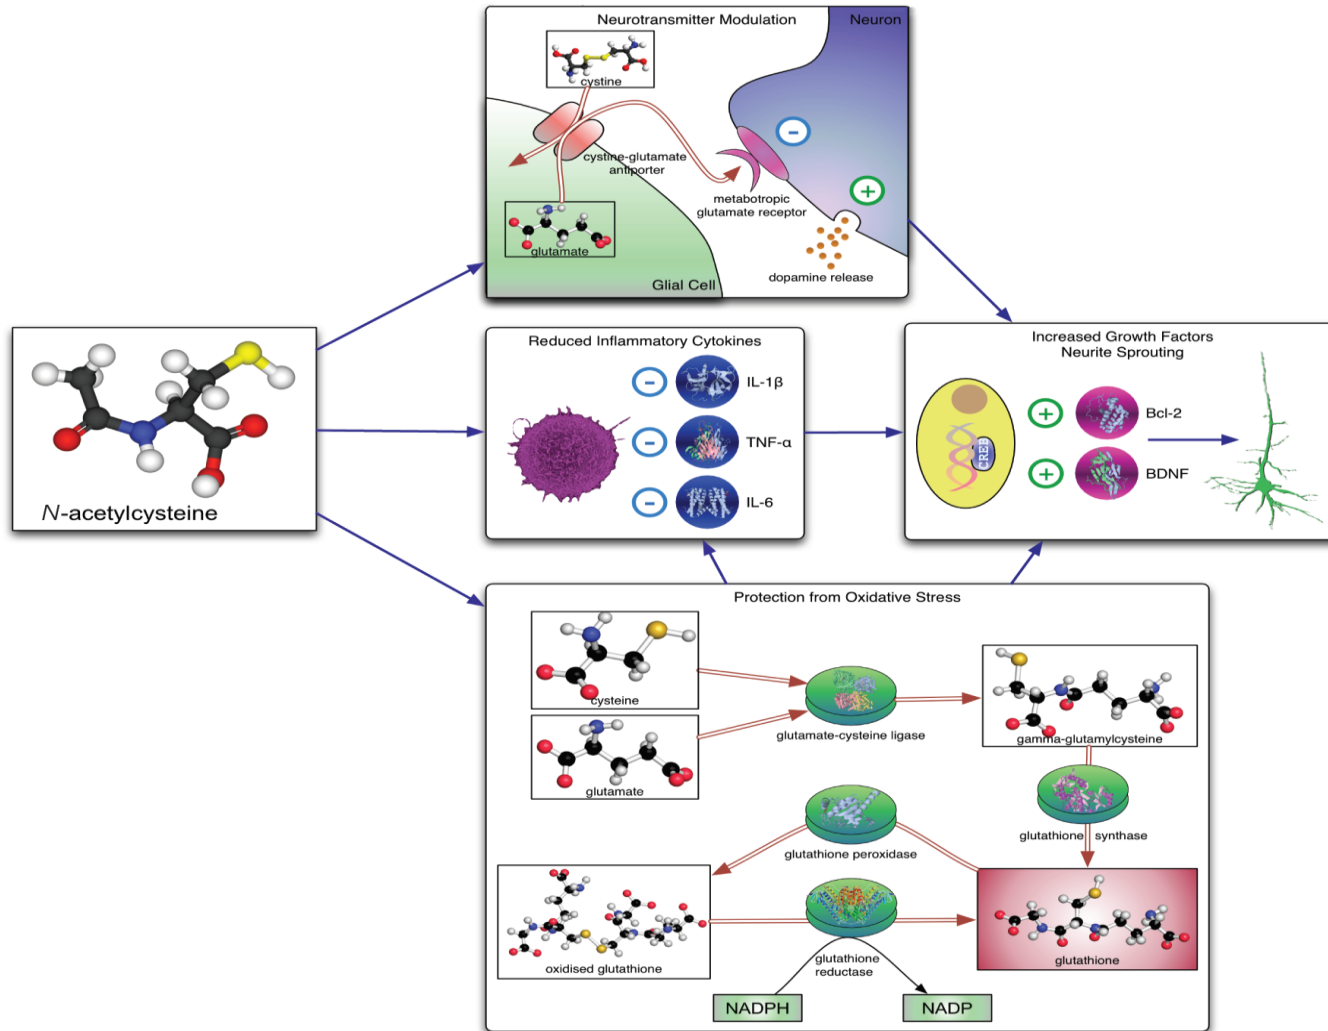 Neurotransmitter Modulation
Neuron
cystine
cystine-glutamate
antiporter
metabotropic
glutamate receptor
glutamate
dopamine release
Glial Cell
N-acetylcysteine
Reduced Inflammatory Cytokines
IL-1β
TNF-α
IL-6
Increased Growth Factors
Neurite Sprouting
CREB
Bcl-2
BDNF
Protection from Oxidative Stress
cysteine
glutamate
glutamate-cysteine ligase
gamma-glutamylcysteine
glutathione synthase
glutathione peroxidase
oxidised glutathione
glutathione
reductase
glutathione
NADPH
NADP